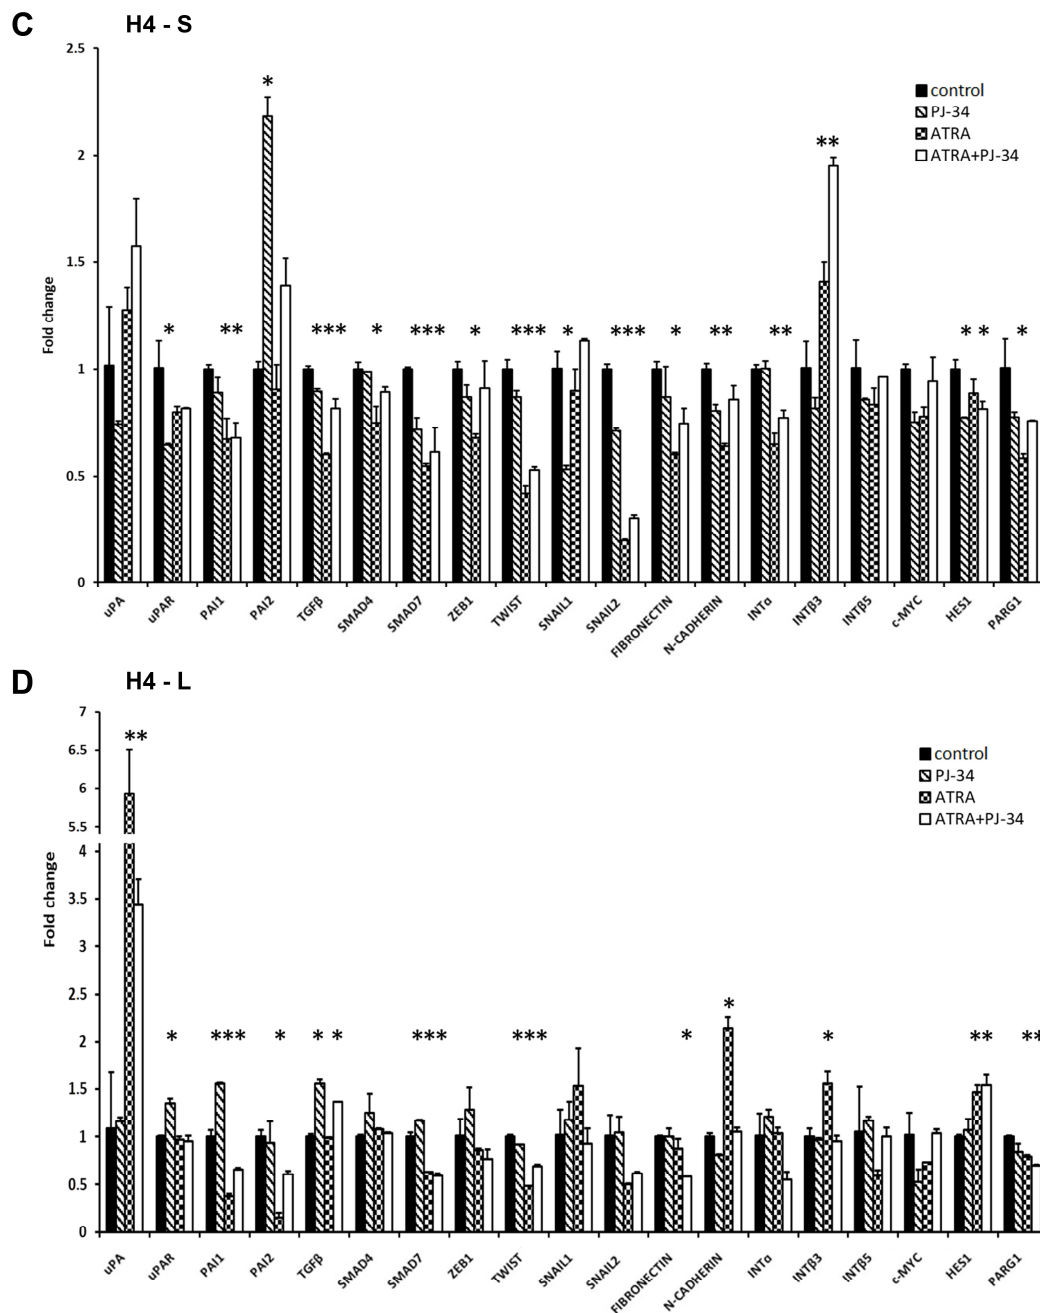 C H4 - S
2.5
2
1.5
1
0.5
0
Fold change
control
PJ-34
ATRA
ATRA+PJ-34
*
**
*
** 
*
***
*
***
*
***
*
***
*
**
**
* *
*
uPA uPAR PAI1 PAI2 TGFβ SMAD4 SMAD7 ZEB1 TWIST SNAIL1 SNAIL2 FIBRONECTIN N-CADHERIN INTα INTβ3 INTβ5 c-MYC HES1 PARG1
D H4 - L
7
6.5
6
5.5
4
3.5
3
2.5
2
1.5
1
0.5
0
Fold change
control
PJ-34
ATRA
ATRA+PJ-34
**
*
* *** * * * *** *** * * ** **
uPA uPAR PAI1 PAI2 TGFβ SMAD4 SMAD7 ZEB1 TWIST SNAIL1 SNAIL2 FIBRONECTIN N-CADHERIN INTα INTβ3 INTβ5 c-MYC HES1 PARG1